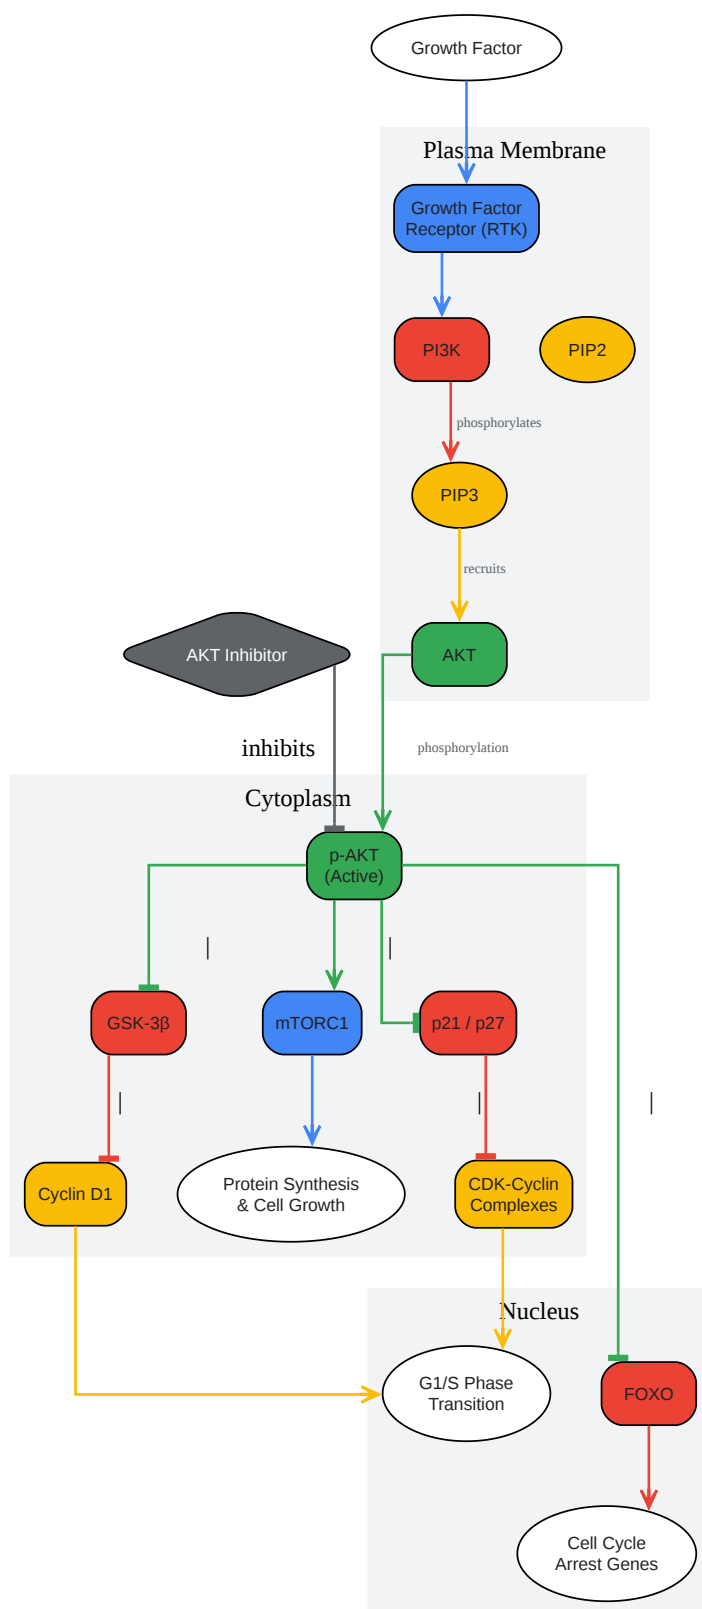 Growth Factor
Plasma Membrane
Growth Factor
Receptor (RTK)
PI3K
PIP2
phosphorylates
PIP3
recruits
AKT Inhibitor
AKT
inhibits
phosphorylation
Cytoplasm
p-AKT
(Active)
|
|
GSK-3β
mTORC1
p21 / p27
|
|
|
Cyclin D1
Protein Synthesis
& Cell Growth
CDK-Cyclin
Complexes
Nucleus
G1/S Phase
Transition
FOXO
Cell Cycle
Arrest Genes